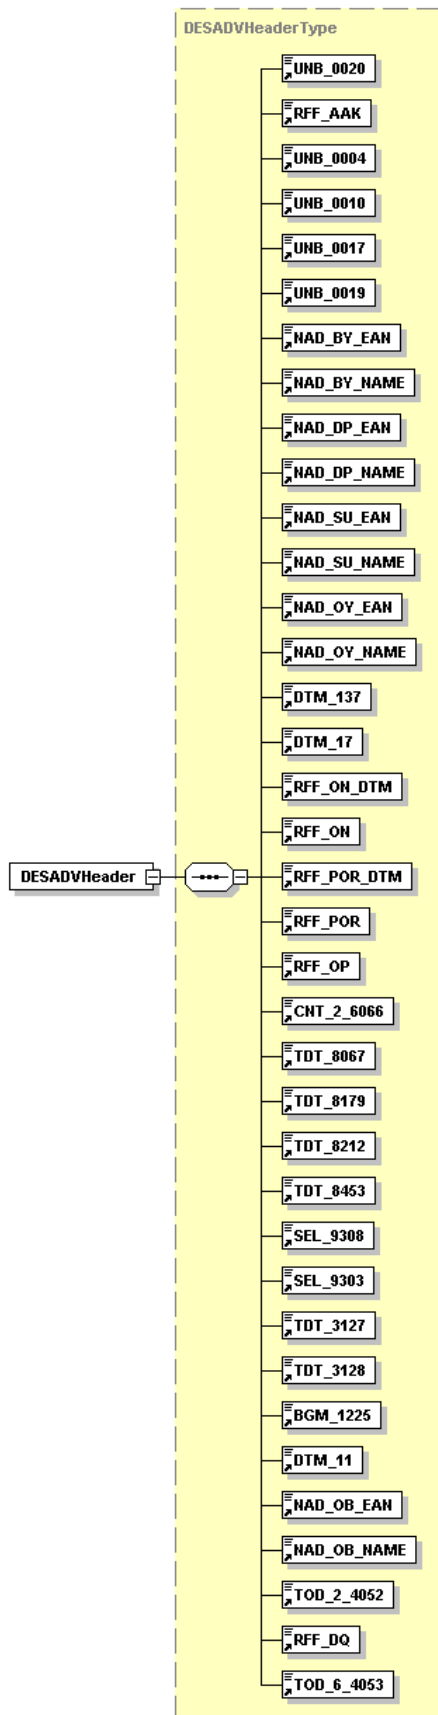 DESADVHeaderType
UNB_0020
RFF_AAK
UNB_0004
UNB_0010
UNB_0017
UNB_0019
NAD_BY_EAN
NAD_BY_NAME
NAD_DP_EAN
NAD_DP_NAME
NAD_SU_EAN
NAD_SU_NAME
NAD_OY_EAN
NAD_OY_NAME
DTM_137
DTM_17
RFF_ON_DTM
RFF_ON
DESADVHeader
RFF_POR_DTM
RFF_POR
RFF_OP
CNT_2_6066
TDT_8067
TDT_8179
TDT_8212
TDT_8453
SEL_9308
SEL_9303
TDT_3127
TDT_3128
BGM_1225
DTM_11
NAD_OB_EAN
NAD_OB_NAME
TOD_2_4052
RFF_DQ
TOD_6_4053